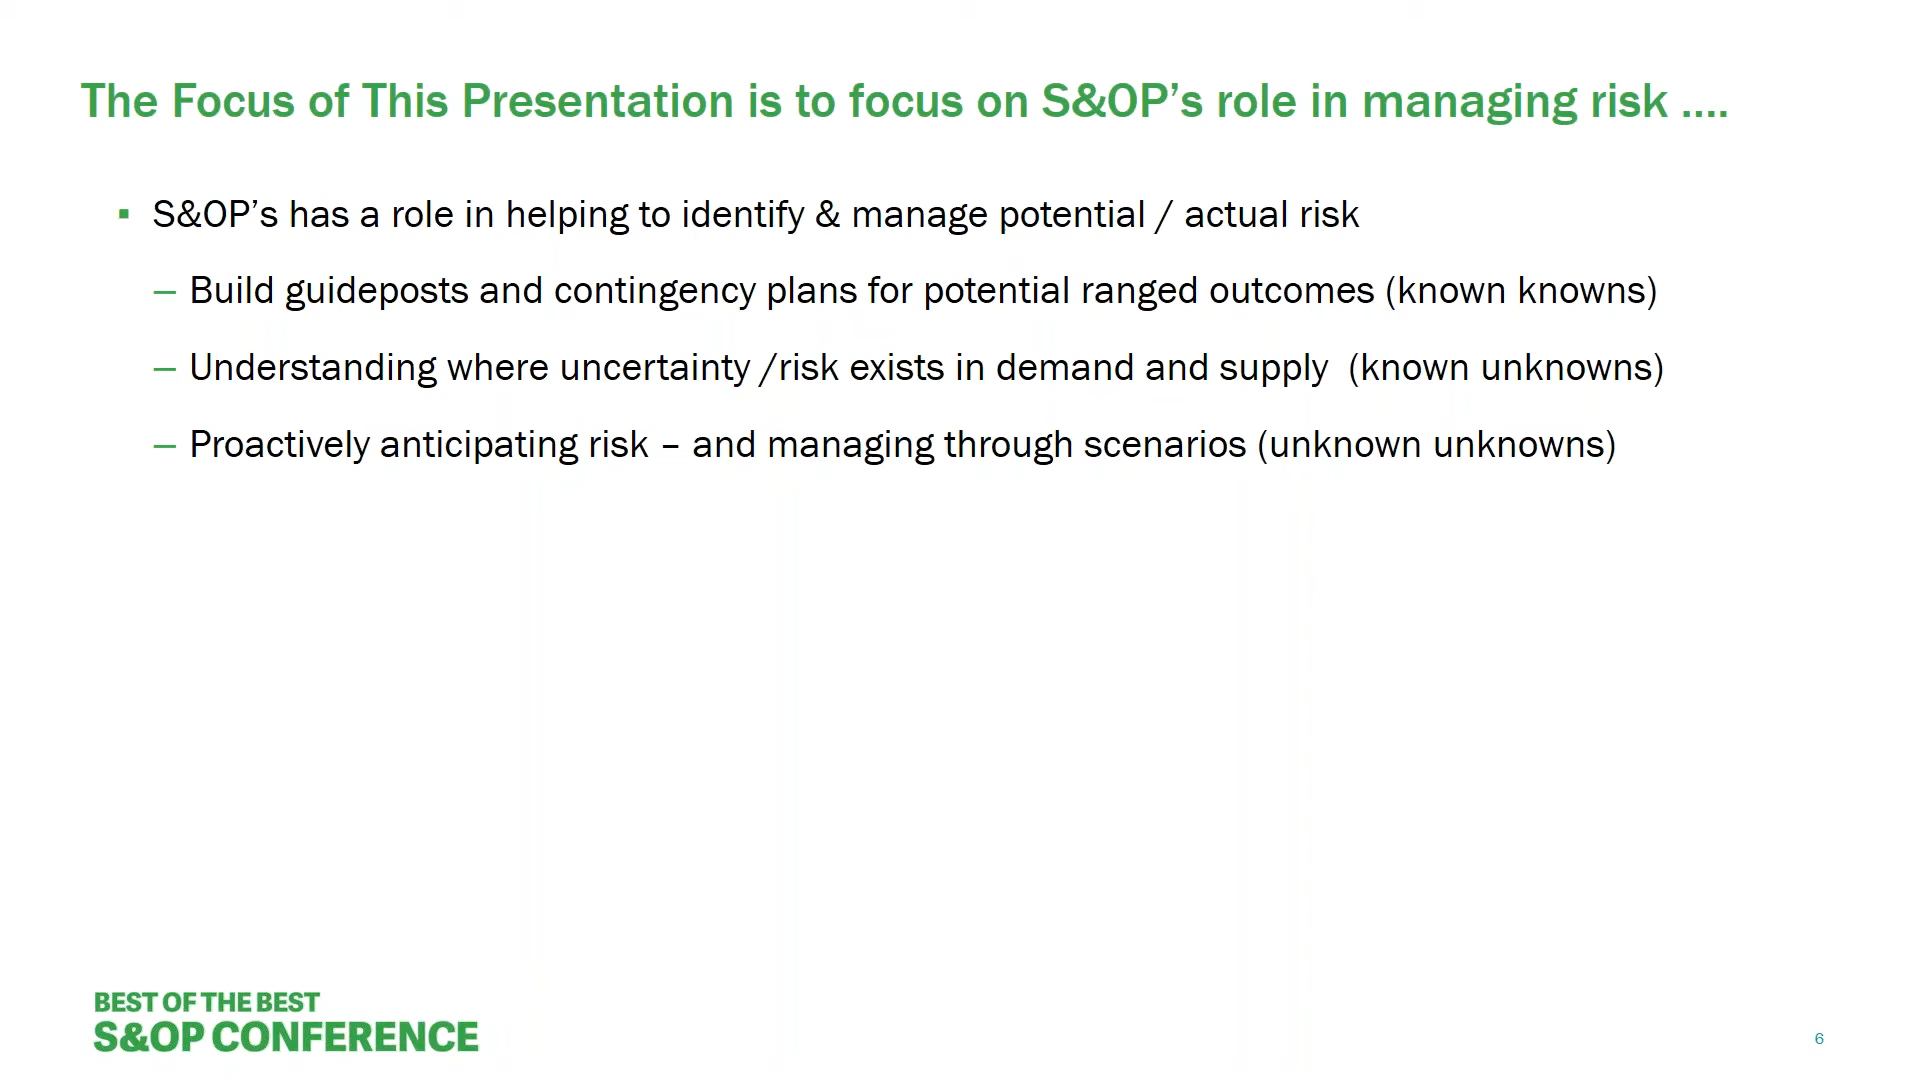 The Focus of This Presentation is to focus on S&OP’s role in managing risk ....
▪ S&OP’s has a role in helping to identify & manage potential / actual risk
– Build guideposts and contingency plans for potential ranged outcomes (known knowns)
– Understanding where uncertainty /risk exists in demand and supply  (known unknowns)
– Proactively anticipating risk – and managing through scenarios (unknown unknowns)
BEST OF THE BEST
S&OP CONFERENCE
6